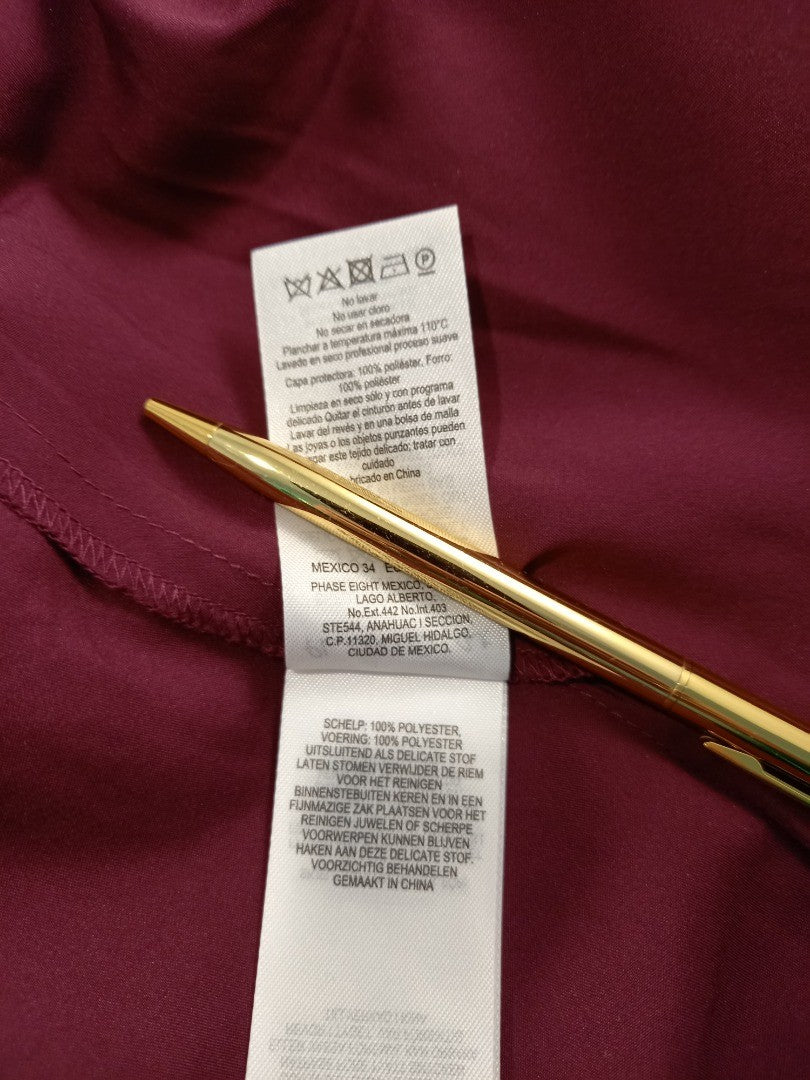 P
No lavar
No usar cloro
No secar en secadora
Planchar a temperatura máxima 110°C
Lavado en seco profesional proceso suave
Capa protectora: 100% poliéster, Forro:
100% poliéster
Limpieza en seco sólo y con programa
delicado Quitar el cinturón antes de lavar
Lavar del revés y en una bolsa de malla
Las joyas o los objetos punzantes pueden
gar este tejido delicado; tratar con
cuidado
bricado en China
MEXICO 34
PHASE EIGHT MEXICO,
LAGO ALBERTO.
No.Ext.442 No.Int.403
STE544, ANAHUAC I SECCION,
C.P.11320, MIGUEL HIDALGO,
CIUDAD DE MEXICO.
SCHELP: 100% POLYESTER,
VOERING: 100% POLYESTER
UITSLUITEND ALS DELICATE STOF
LATEN STOMEN VERWIJDER DE RIEM
VOOR HET REINIGEN
BINNENSTEBUITEN KEREN EN IN EEN
FIJNMAZIGE ZAK PLAATSEN VOOR HET
REINIGEN JUWELEN OF SCHERPE
VOORWERPEN KUNNEN BLIJVEN
HAKEN AAN DEZE DELICATE STOF.
VOORZICHTIG BEHANDELEN
GEMAAKT IN CHINA